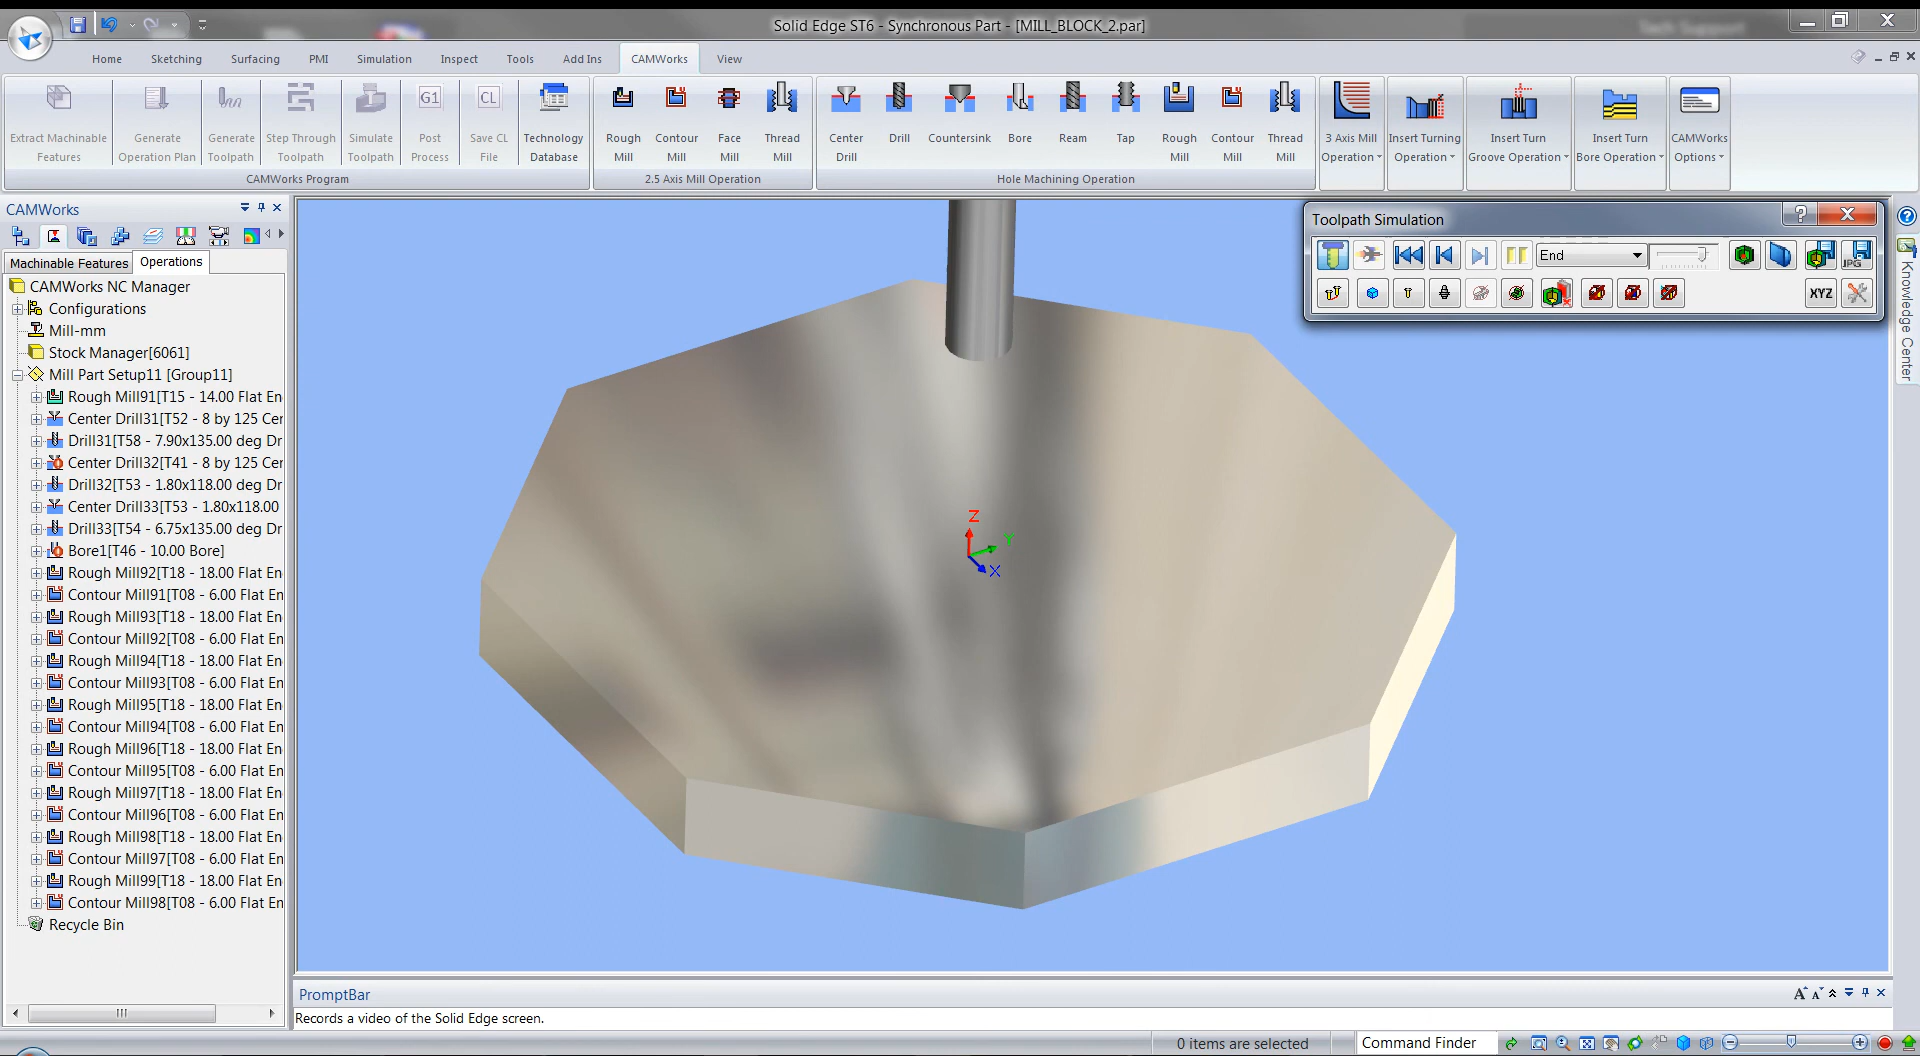 Solid Edge ST6 - Synchronous Part - [MILL_BLOCK_2.par]
Tech Support
Home Sketching Surfacing PMI Simulation Inspect Tools Add Ins CAMWorks View
Extract Machinable Features
Generate Operation Plan
Generate Toolpath
Step Through Toolpath
Simulate Toolpath
G1
Post Process
CL
Save CL File
Technology Database
CAMWorks Program
Rough Mill
Contour Mill
Face Mill
Thread Mill
2.5 Axis Mill Operation
Center Drill
Drill
Countersink
Bore
Ream
Tap
Rough Mill
Contour Mill
Thread Mill
Hole Machining Operation
3 Axis Mill Operation
Insert Turning Operation
Insert Turn Groove Operation
Insert Turn Bore Operation
CAMWorks Options
CAMWorks
Machinable Features Operations
CAMWorks NC Manager
Configurations
Mill-mm
Stock Manager[6061]
Mill Part Setup11 [Group11]
Rough Mill91[T15 - 14.00 Flat En
Center Drill31[T52 - 8 by 125 Cer
Drill31[T58 - 7.90x135.00 deg Dr
Center Drill32[T41 - 8 by 125 Cer
Drill32[T53 - 1.80x118.00 deg Dr
Center Drill33[T53 - 1.80x118.00
Drill33[T54 - 6.75x135.00 deg Dr
Bore1[T46 - 10.00 Bore]
Rough Mill92[T18 - 18.00 Flat En
Contour Mill91[T08 - 6.00 Flat En
Rough Mill93[T18 - 18.00 Flat En
Contour Mill92[T08 - 6.00 Flat En
Rough Mill94[T18 - 18.00 Flat En
Contour Mill93[T08 - 6.00 Flat En
Rough Mill95[T18 - 18.00 Flat En
Contour Mill94[T08 - 6.00 Flat En
Rough Mill96[T18 - 18.00 Flat En
Contour Mill95[T08 - 6.00 Flat En
Rough Mill97[T18 - 18.00 Flat En
Contour Mill96[T08 - 6.00 Flat En
Rough Mill98[T18 - 18.00 Flat En
Contour Mill97[T08 - 6.00 Flat En
Rough Mill99[T18 - 18.00 Flat En
Contour Mill98[T08 - 6.00 Flat En
Recycle Bin
Z
Y
X
Toolpath Simulation
End
JPG
XYZ
Knowledge Center
PromptBar
Records a video of the Solid Edge screen.
0 items are selected
Command Finder